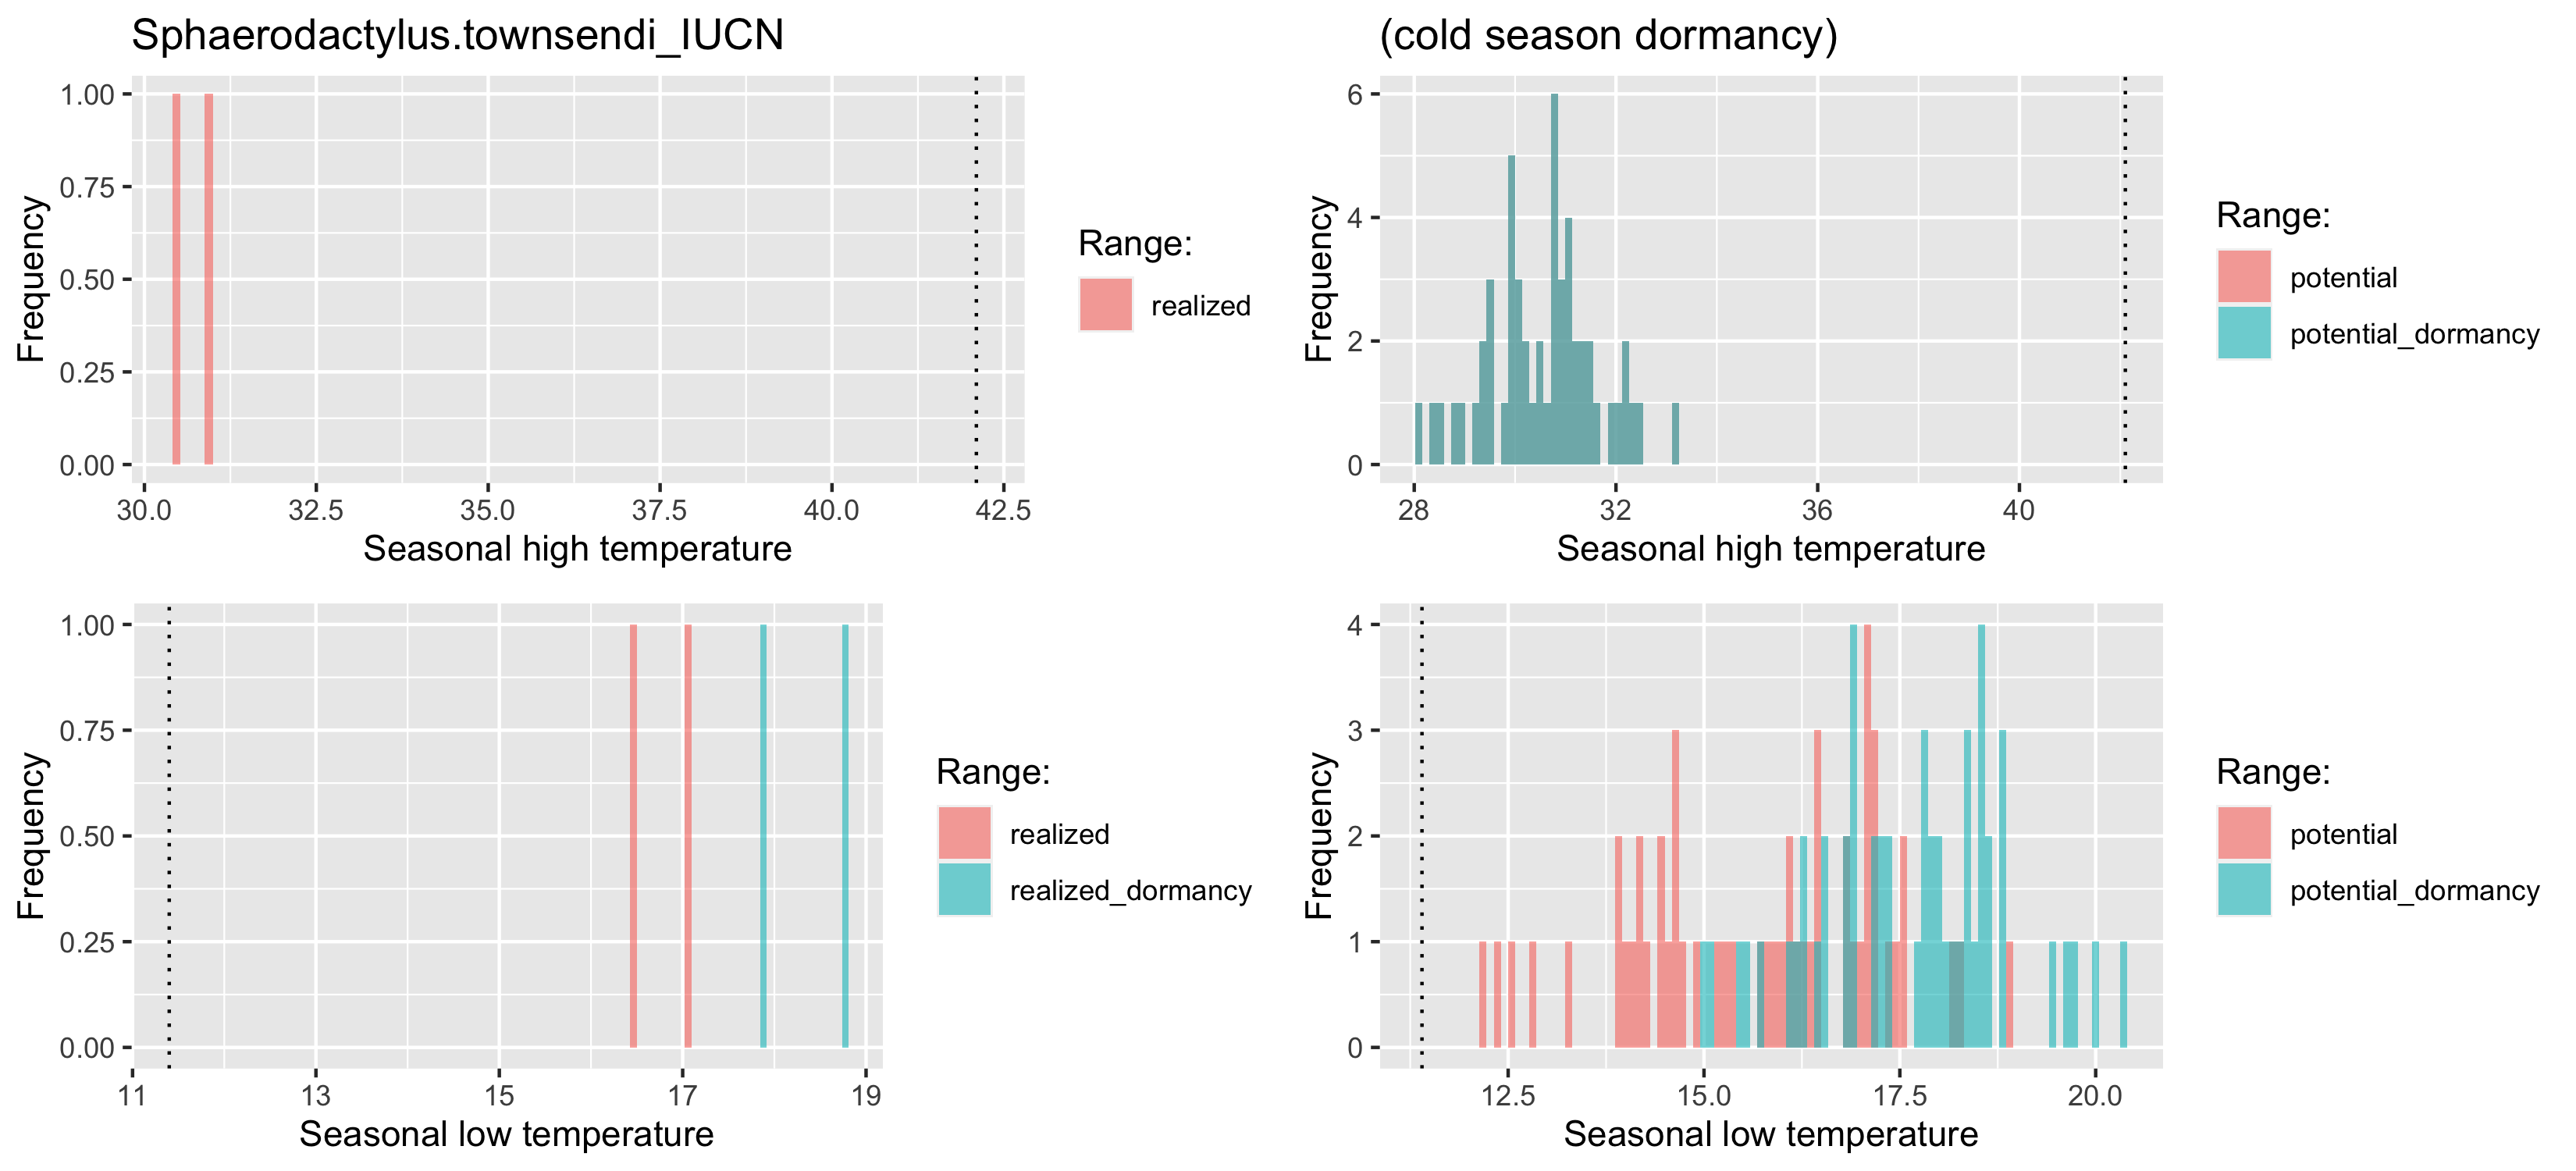 Sphaerodactylus.townsendi_IUCN
1.00
0.75
0.50
0.25
0.00
Frequency
30.0 32.5 35.0 37.5 40.0 42.5
Seasonal high temperature
Range:
realized
(cold season dormancy)
6
4
2
0
Frequency
28 32 36 40
Seasonal high temperature
Range:
potential
potential_dormancy
1.00
0.75
0.50
0.25
0.00
Frequency
11 13 15 17 19
Seasonal low temperature
Range:
realized
realized_dormancy
4
3
2
1
0
Frequency
12.5 15.0 17.5 20.0
Seasonal low temperature
Range:
potential
potential_dormancy